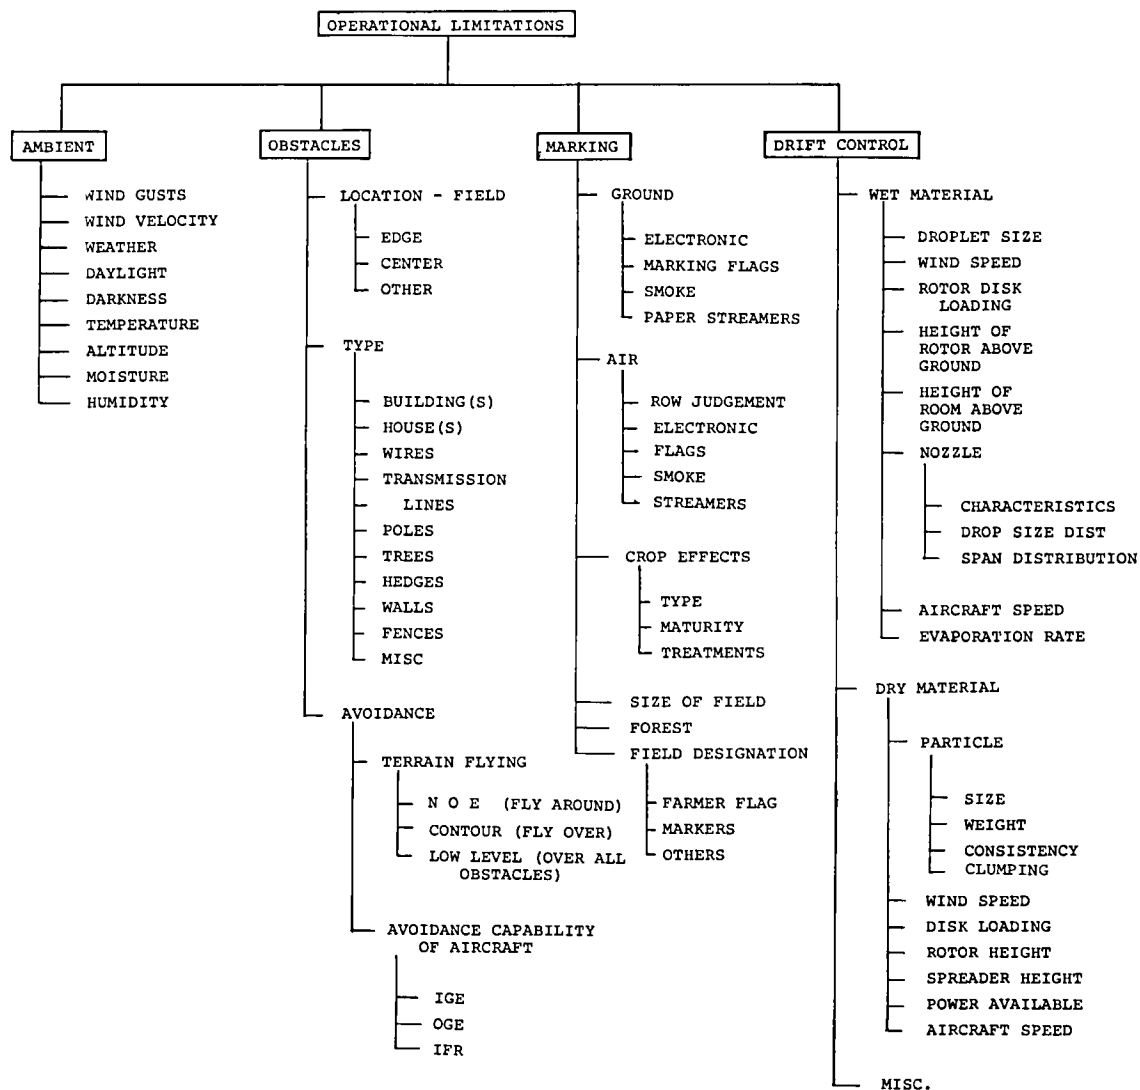 OPERATIONAL LIMITATIONS
AMBIENT
WIND GUSTS
WIND VELOCITY
WEATHER
DAYLIGHT
DARKNESS
TEMPERATURE
ALTITUDE
MOISTURE
HUMIDITY
OBSTACLES
LOCATION - FIELD
EDGE
CENTER
OTHER
TYPE
BUILDING(S)
HOUSE(S)
WIRES
TRANSMISSION
LINES
POLES
TREES
HEDGES
WALLS
FENCES
MISC
AVOIDANCE
TERRAIN FLYING
N O E (FLY AROUND)
CONTOUR (FLY OVER)
LOW LEVEL (OVER ALL
OBSTACLES)
AVOIDANCE CAPABILITY
OF AIRCRAFT
IGE
OGE
IFR
MARKING
GROUND
ELECTRONIC
MARKING FLAGS
SMOKE
PAPER STREAMERS
AIR
ROW JUDGEMENT
ELECTRONIC
FLAGS
SMOKE
STREAMERS
CROP EFFECTS
TYPE
MATURITY
TREATMENTS
SIZE OF FIELD
FOREST
FIELD DESIGNATION
FARMER FLAG
MARKERS
OTHERS
DRIFT CONTROL
WET MATERIAL
DROPLET SIZE
WIND SPEED
ROTOR DISK
LOADING
HEIGHT OF
ROTOR ABOVE
GROUND
HEIGHT OF
ROOM ABOVE
GROUND
NOZZLE
CHARACTERISTICS
DROP SIZE DIST
SPAN DISTRIBUTION
AIRCRAFT SPEED
EVAPORATION RATE
DRY MATERIAL
PARTICLE
SIZE
WEIGHT
CONSISTENCY
CLUMPING
WIND SPEED
DISK LOADING
ROTOR HEIGHT
SPREADER HEIGHT
POWER AVAILABLE
AIRCRAFT SPEED
MISC.